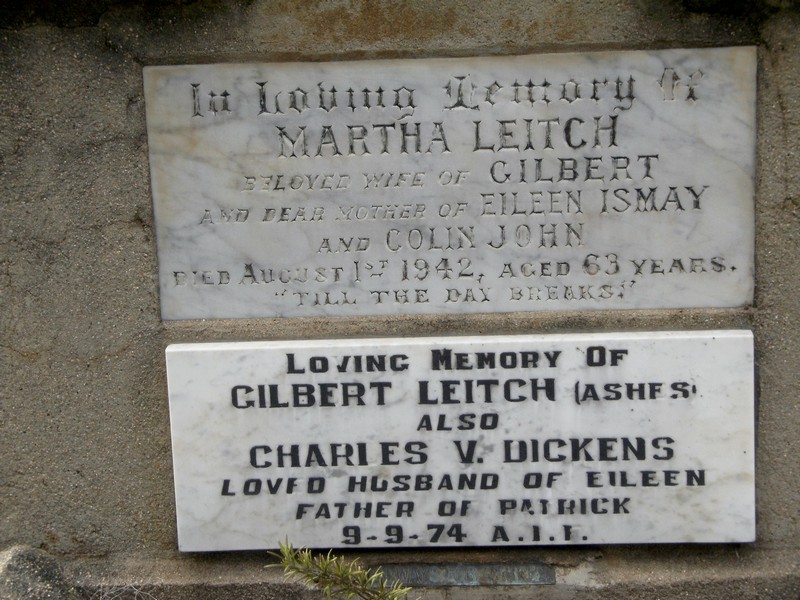 In Loving Memory Of
MARTHA LEITCH
BELOVED WIFE OF GILBERT
AND DEAR MOTHER OF EILEEN ISMAY
AND COLIN JOHN
DIED AUGUST 1ST 1942, AGED 63 YEARS.
"TILL THE DAY BREAKS."
LOVING MEMORY OF
GILBERT LEITCH (ASHES)
ALSO
CHARLES V. DICKENS
LOVED HUSBAND OF EILEEN
FATHER OF PATRICK
9-9-74 A.I.F.